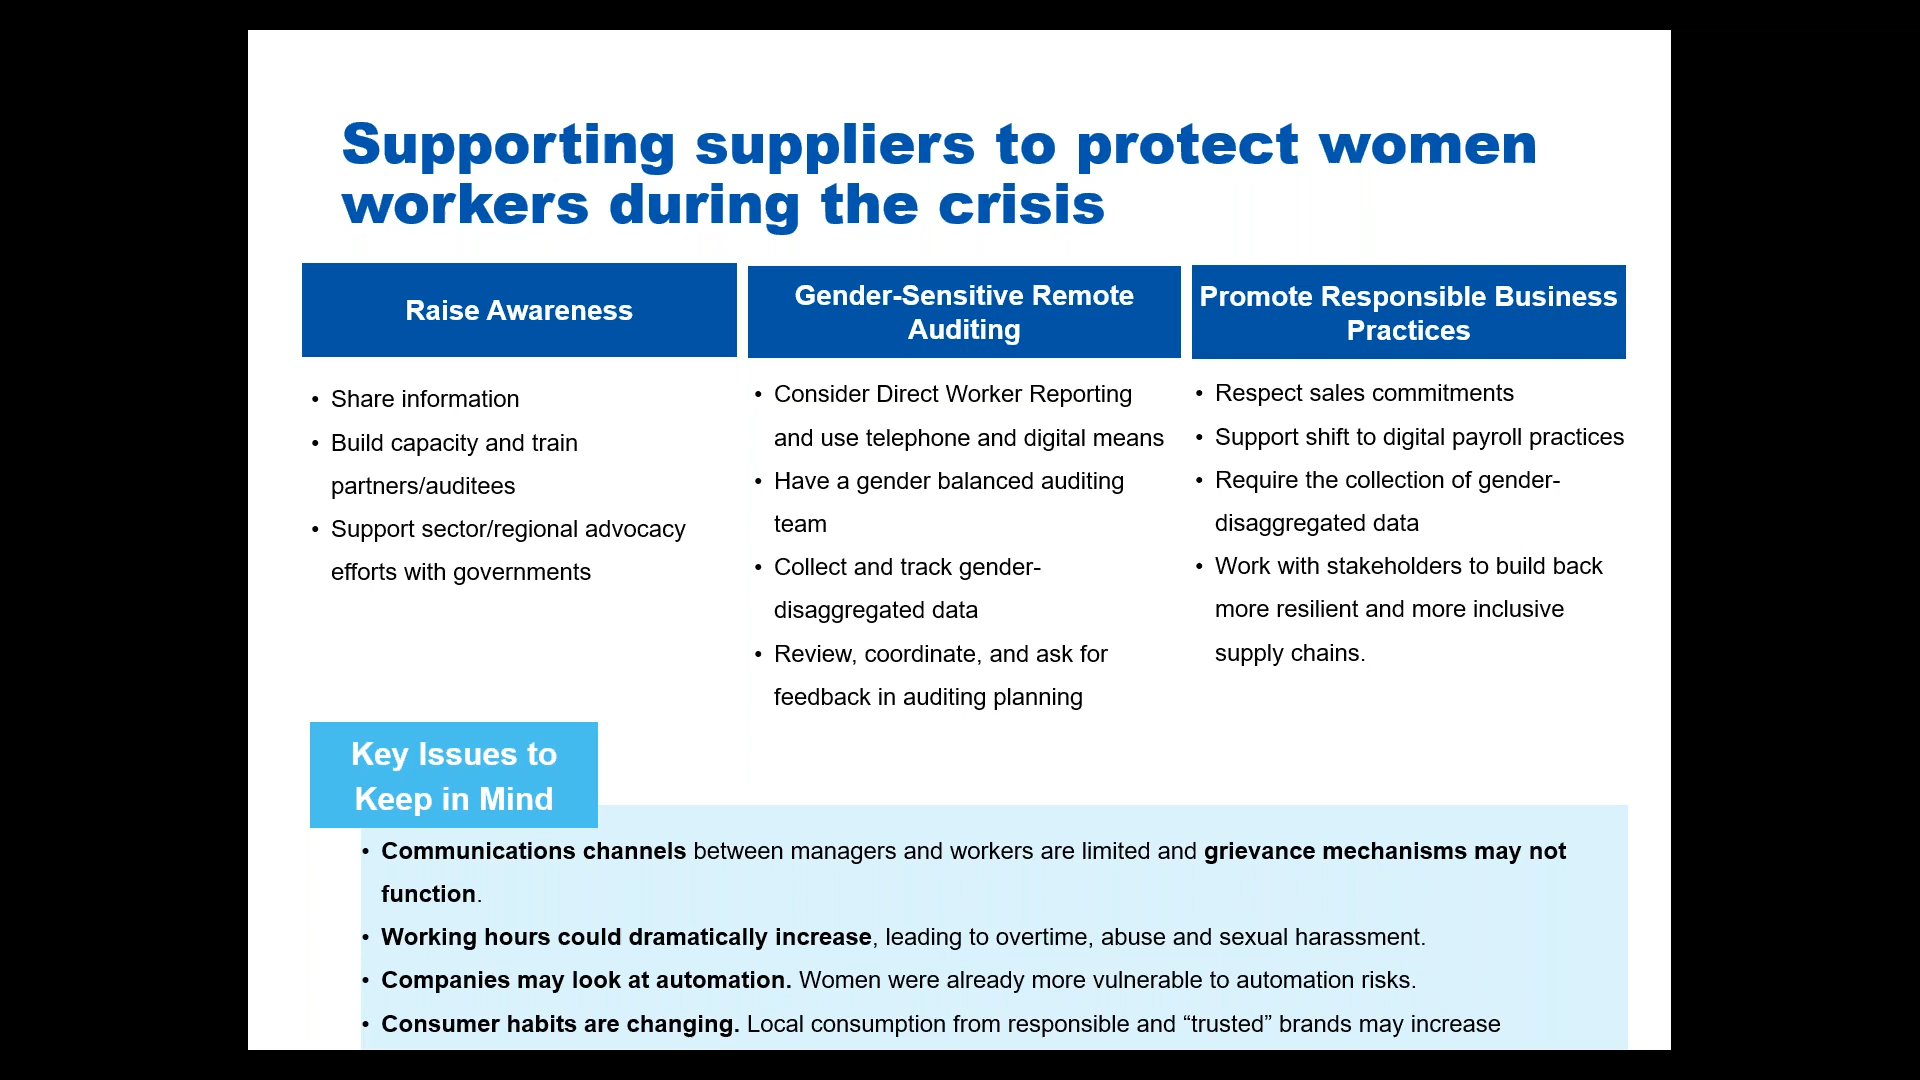 Supporting suppliers to protect women
workers during the crisis
Raise Awareness
• Share information
• Build capacity and train
partners/auditees
• Support sector/regional advocacy
efforts with governments
Gender-Sensitive Remote
Auditing
• Consider Direct Worker Reporting
and use telephone and digital means
• Have a gender balanced auditing
team
• Collect and track gender-
disaggregated data
• Review, coordinate, and ask for
feedback in auditing planning
Promote Responsible Business
Practices
• Respect sales commitments
• Support shift to digital payroll practices
• Require the collection of gender-
disaggregated data
• Work with stakeholders to build back
more resilient and more inclusive
supply chains.
Key Issues to
Keep in Mind
• Communications channels between managers and workers are limited and grievance mechanisms may not
function.
• Working hours could dramatically increase, leading to overtime, abuse and sexual harassment.
• Companies may look at automation. Women were already more vulnerable to automation risks.
• Consumer habits are changing. Local consumption from responsible and “trusted” brands may increase